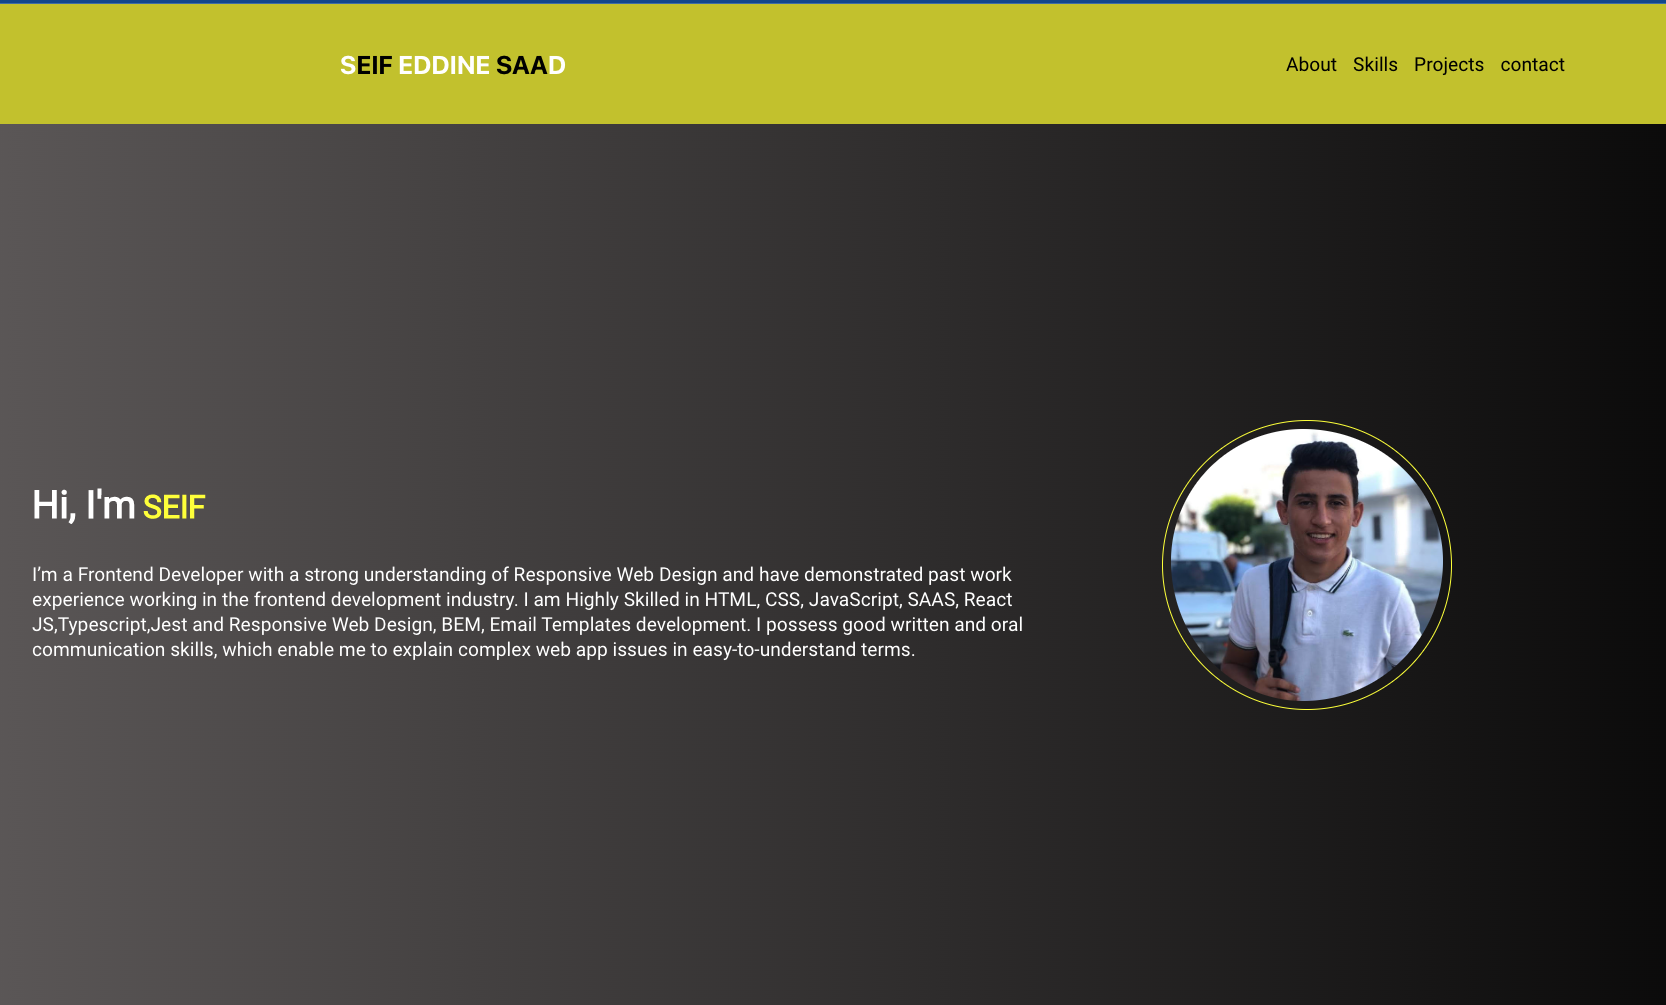 SEIF EDDINE SAAD
About Skills Projects contact
Hi, I'm SEIF
I’m a Frontend Developer with a strong understanding of Responsive Web Design and have demonstrated past work
experience working in the frontend development industry. I am Highly Skilled in HTML, CSS, JavaScript, SAAS, React
JS,Typescript,Jest and Responsive Web Design, BEM, Email Templates development. I possess good written and oral
communication skills, which enable me to explain complex web app issues in easy-to-understand terms.